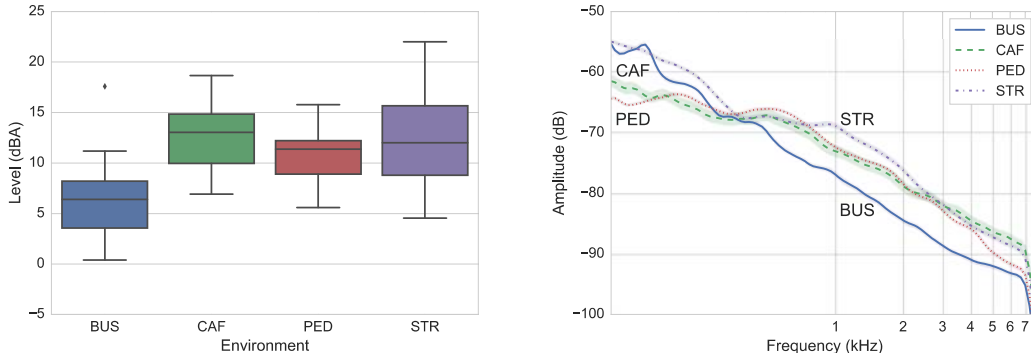 25
20
15
10
5
0
−5
Level (dBA)
BUS CAF PED STR
Environment
−50
−60
−70
−80
−90
−100
Amplitude (dB)
BUS
CAF
PED
STR
CAF
PED
STR
BUS
1 2 3 4 5 6 7
Frequency (kHz)